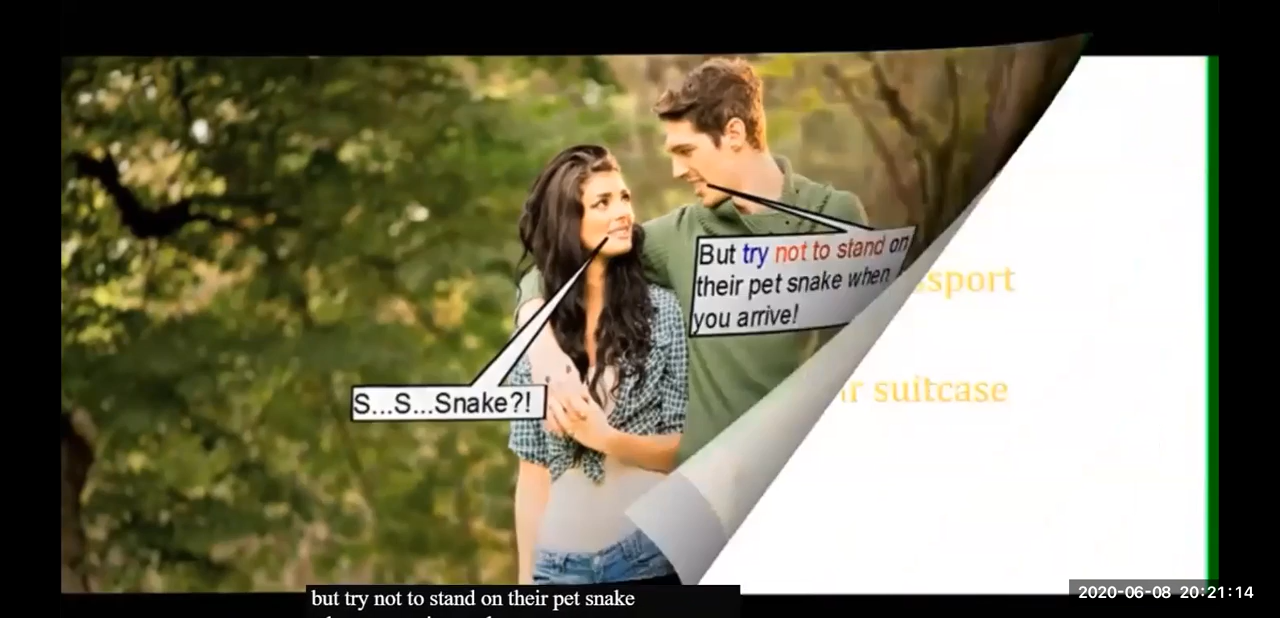 But try not to stand on
their pet snake when
you arrive!
S...S...Snake?!
suitcase
but try not to stand on their pet snake
2020-06-08 20:21:14